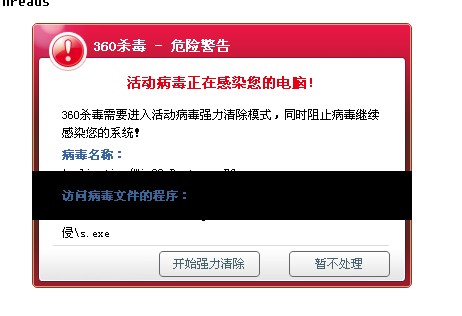 360杀毒 - 危险警告
活动病毒正在感染您的电脑！
360杀毒需要进入活动病毒强力清除模式，同时阻止病毒继续
感染您的系统！
病毒名称：
访问病毒文件的程序：
侵\s.exe
开始强力清除
暂不处理